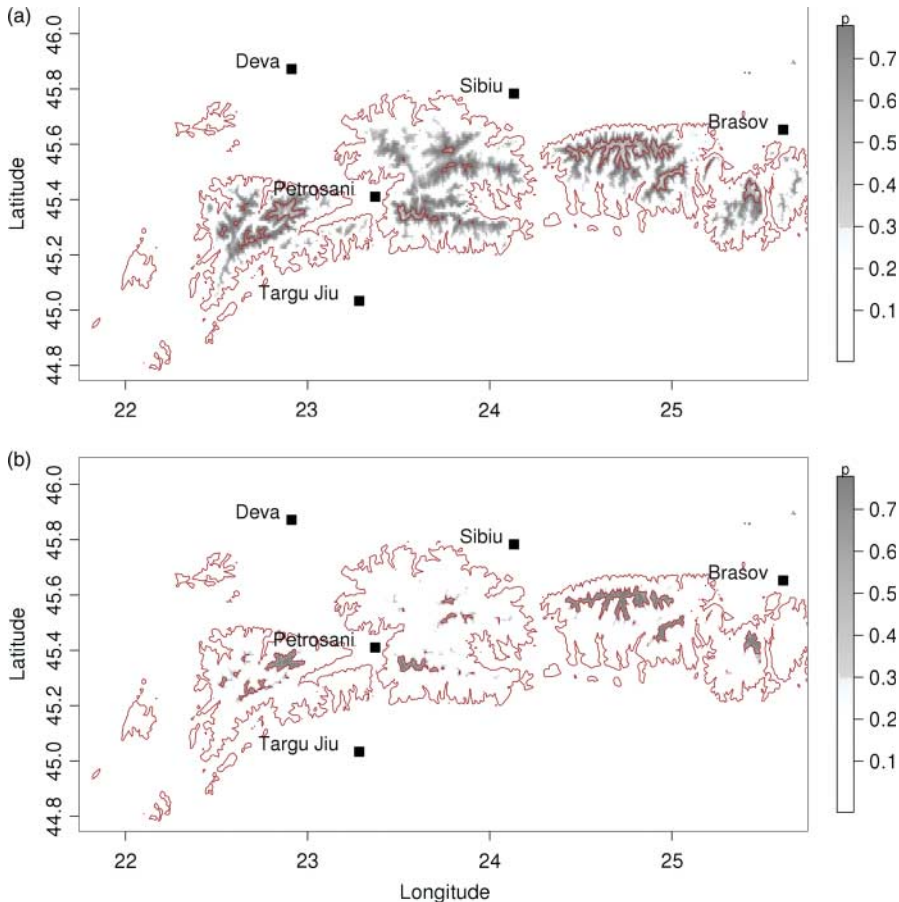 (a)
p
46.0
45.8
45.6
45.4
45.2
45.0
44.8
Latitude
Deva
Sibiu
Brasov
Petrosani
Targu Jiu
0.7
0.6
0.5
0.4
0.3
0.2
0.1
22
23
24
25
(b)
p
46.0
45.8
45.6
45.4
45.2
45.0
44.8
Latitude
Deva
Sibiu
Brasov
Petrosani
Targu Jiu
0.7
0.6
0.5
0.4
0.3
0.2
0.1
22
23
24
25
Longitude